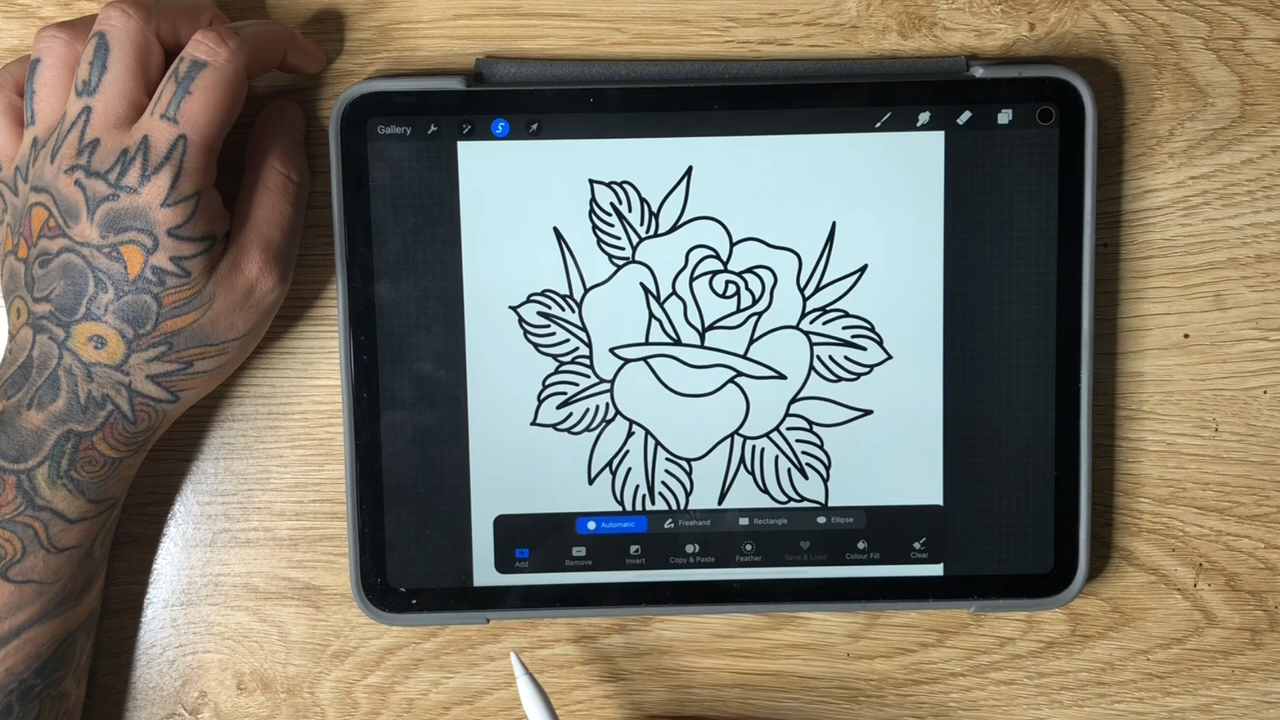 Gallery
Automatic Freehand Rectangle Ellipse
Add Remove Invert Copy & Paste Feather Save & Load Colour Fill Clear